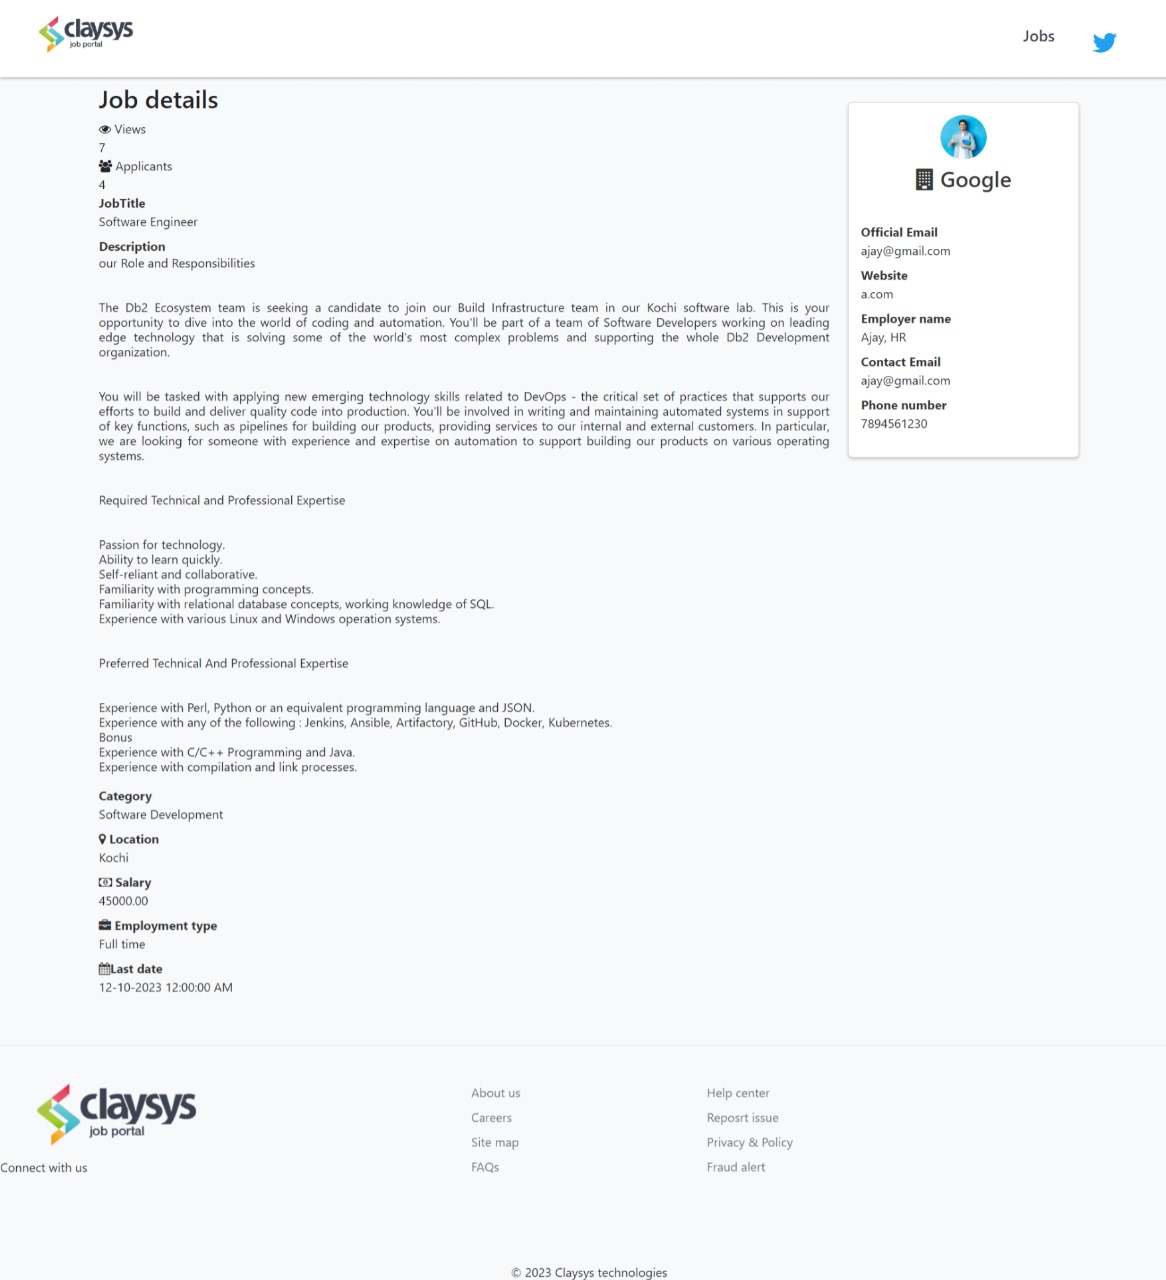 claysys
job portal
Jobs
Job details
Views
7
Applicants
4
JobTitle
Software Engineer
Description
our Role and Responsibilities
The Db2 Ecosystem team is seeking a candidate to join our Build Infrastructure team in our Kochi software lab. This is your
opportunity to dive into the world of coding and automation. You'll be part of a team of Software Developers working on leading
edge technology that is solving some of the world's most complex problems and supporting the whole Db2 Development
organization.
You will be tasked with applying new emerging technology skills related to DevOps - the critical set of practices that supports our
efforts to build and deliver quality code into production. You'll be involved in writing and maintaining automated systems in support
of key functions, such as pipelines for building our products, providing services to our internal and external customers. In particular,
we are looking for someone with experience and expertise on automation to support building our products on various operating
systems.
Required Technical and Professional Expertise
Passion for technology.
Ability to learn quickly.
Self-reliant and collaborative.
Familiarity with programming concepts.
Familiarity with relational database concepts, working knowledge of SQL.
Experience with various Linux and Windows operation systems.
Preferred Technical And Professional Expertise
Experience with Perl, Python or an equivalent programming language and JSON.
Experience with any of the following : Jenkins, Ansible, Artifactory, GitHub, Docker, Kubernetes.
Bonus
Experience with C/C++ Programming and Java.
Experience with compilation and link processes.
Category
Software Development
Location
Kochi
Salary
45000.00
Employment type
Full time
Last date
12-10-2023 12:00:00 AM
Google
Official Email
ajay@gmail.com
Website
a.com
Employer name
Ajay, HR
Contact Email
ajay@gmail.com
Phone number
7894561230
claysys
job portal
Connect with us
About us
Careers
Site map
FAQs
Help center
Reposrt issue
Privacy & Policy
Fraud alert
© 2023 Claysys technologies